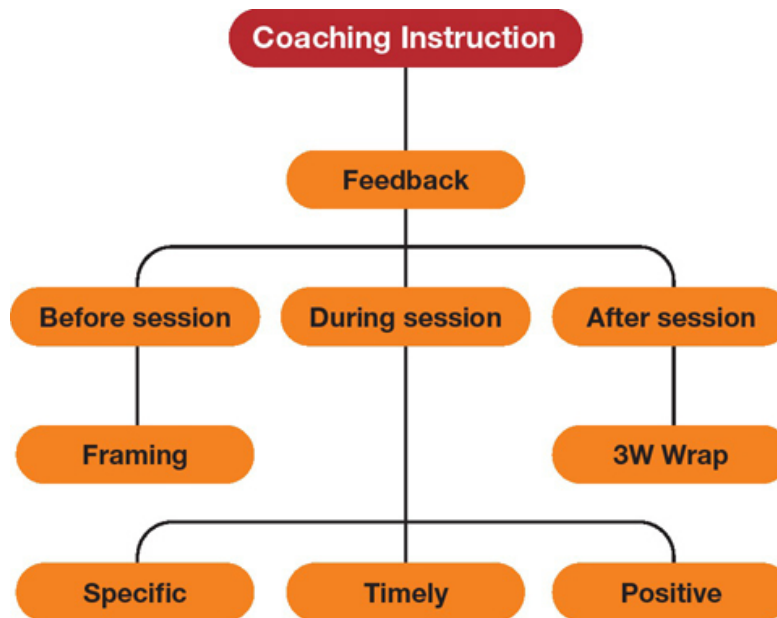 Coaching Instruction
Feedback
Before session
During session
After session
Framing
3W Wrap
Specific
Timely
Positive